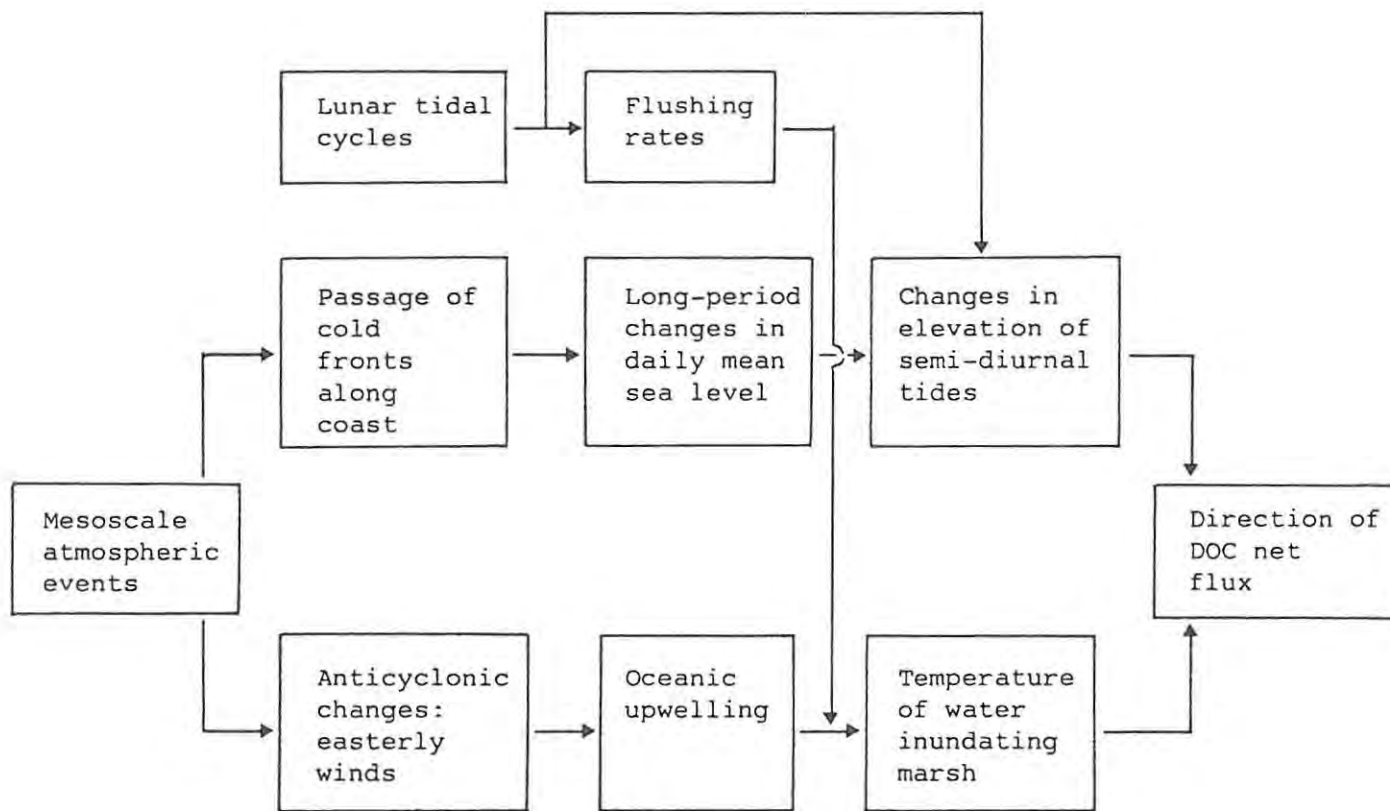 Lunar tidal
cycles
Flushing
rates
Passage of
cold
fronts
along
coast
Long-period
changes in
daily mean
sea level
Changes in
elevation of
semi-diurnal
tides
Mesoscale
atmospheric
events
Direction of
DOC net
flux
Anticyclonic
changes:
easterly
winds
Oceanic
upwelling
Temperature
of water
inundating
marsh